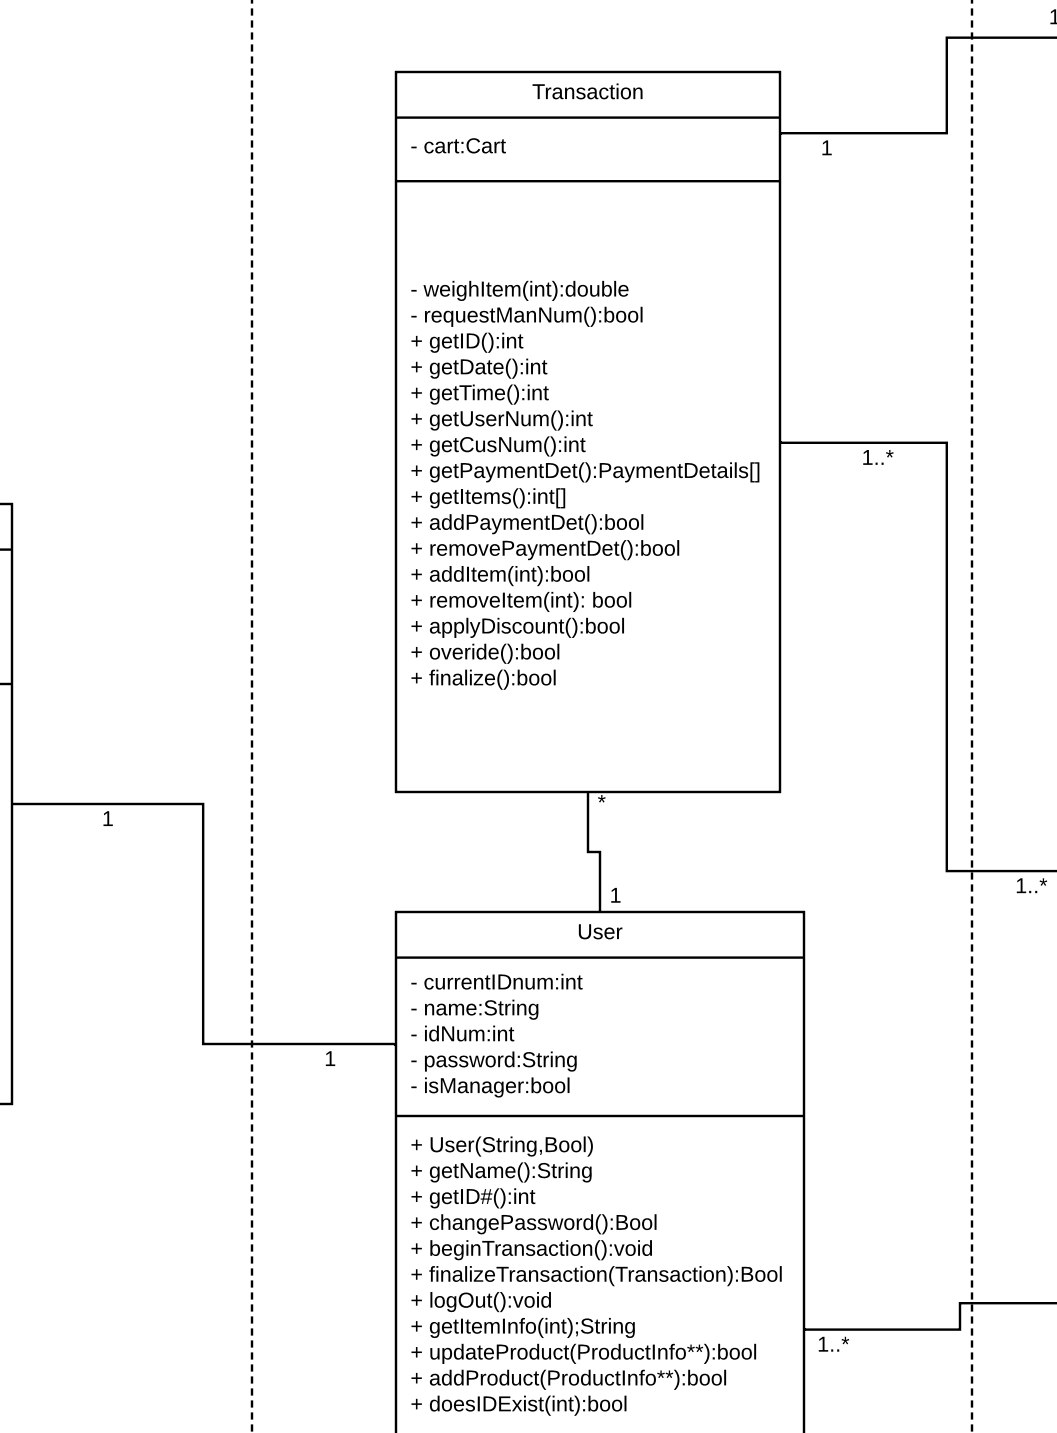 1
Transaction
- cart:Cart
1
- weighItem(int):double
- requestManNum():bool
+ getID():int
+ getDate():int
+ getTime():int
+ getUserNum():int
+ getCusNum():int
+ getPaymentDet():PaymentDetails[]
+ getItems():int[]
+ addPaymentDet():bool
+ removePaymentDet():bool
+ addItem(int):bool
+ removeItem(int): bool
+ applyDiscount():bool
+ overide():bool
+ finalize():bool
1..*
*
1
1..*
1
User
- currentIDnum:int
- name:String
- idNum:int
- password:String
- isManager:bool
1
+ User(String,Bool)
+ getName():String
+ getID#():int
+ changePassword():Bool
+ beginTransaction():void
+ finalizeTransaction(Transaction):Bool
+ logOut():void
+ getItemInfo(int);String
+ updateProduct(ProductInfo**):bool
+ addProduct(ProductInfo**):bool
+ doesIDExist(int):bool
1..*